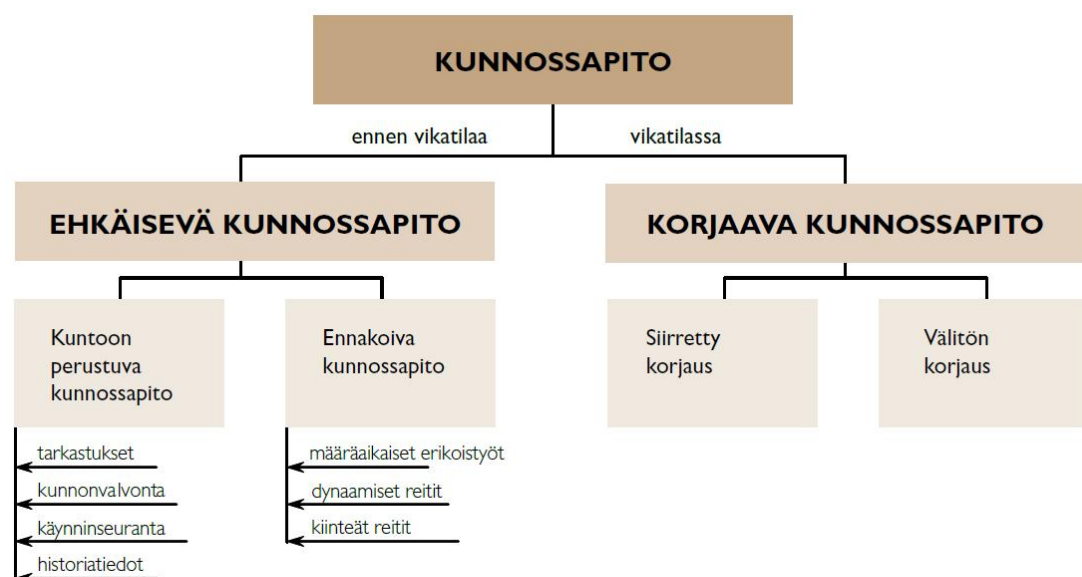 KUNNOSSAPITO
ennen vikatilaa
vikatilassa
EHKÄISEVÄ KUNNOSSAPITO
KORJAAVA KUNNOSSAPITO
Kuntoon
perustuva
kunnossapito
Ennakoiva
kunnossapito
Siirretty
korjaus
Välitön
korjaus
tarkastukset
kunnonvalvonta
käynninseuranta
historiatiedot
määräaikaiset erikoistyöt
dynaamiset reitit
kiinteät reitit